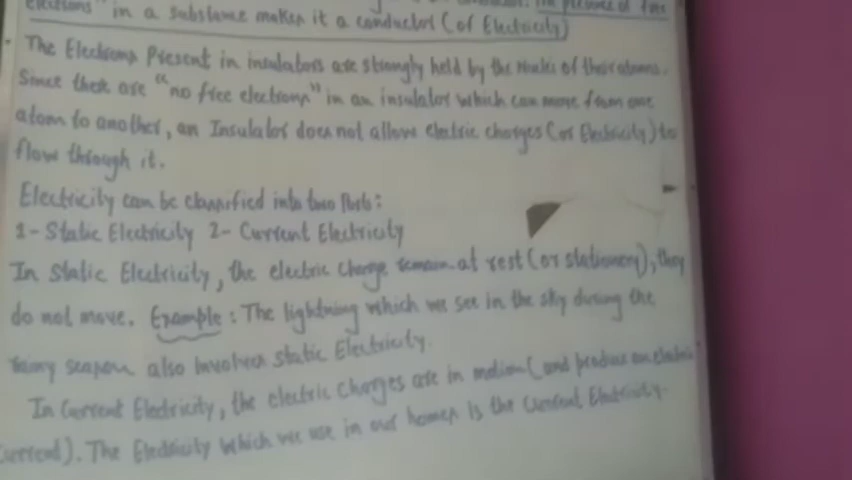 electrons" in a substance makes it a conductor (of Electricity)
The Electrons Present in insulators are strongly held by the Nuclei of their atoms.
Since there are "no free electrons" in an insulator which can move from one
atom to another, an Insulator does not allow electric charges (or Electricity) to
flow through it.
Electricity can be classified into two Parts:
1- Static Electricity 2- Current Electricity
In Static Electricity, the electric charge remain at rest (or stationary), they
do not move. Example: The lightning which we see in the sky during the
rainy season also involves static Electricity.
In Current Electricity, the electric charges are in motion (and produce an electric
Current). The Electricity which we use in our homes Is the Current Electricity.